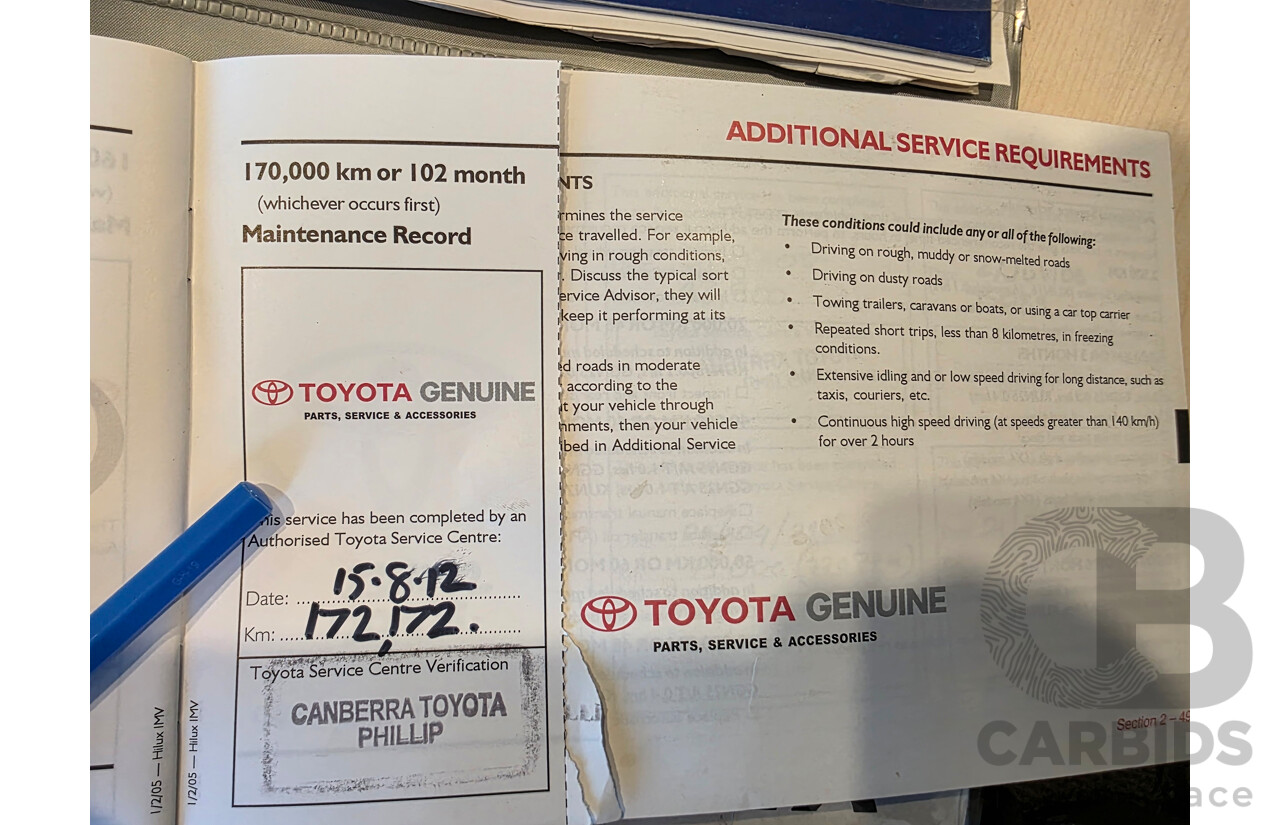 170,000 km or 102 month
(whichever occurs first)
Maintenance Record
TOYOTA GENUINE
PARTS, SERVICE & ACCESSORIES
his service has been completed by an
Authorised Toyota Service Centre:
Date: 15.8.12
Km: 172,172.
Toyota Service Centre Verification
CANBERRA TOYOTA
PHILLIP
1/2/05 – Hilux IMV
1/2/05 – Hilux IMV
ADDITIONAL SERVICE REQUIREMENTS
NTS
rmines the service
ce travelled. For example,
ving in rough conditions,
. Discuss the typical sort
ervice Advisor, they will
keep it performing at its
d roads in moderate
according to the
t your vehicle through
nments, then your vehicle
ibed in Additional Service
These conditions could include any or all of the following:
• Driving on rough, muddy or snow-melted roads
• Driving on dusty roads
• Towing trailers, caravans or boats, or using a car top carrier
• Repeated short trips, less than 8 kilometres, in freezing
conditions.
• Extensive idling and or low speed driving for long distance, such as
taxis, couriers, etc.
• Continuous high speed driving (at speeds greater than 140 km/h)
for over 2 hours
TOYOTA GENUINE
PARTS, SERVICE & ACCESSORIES
Section 2 – 49
CB
CARBIDS
ace